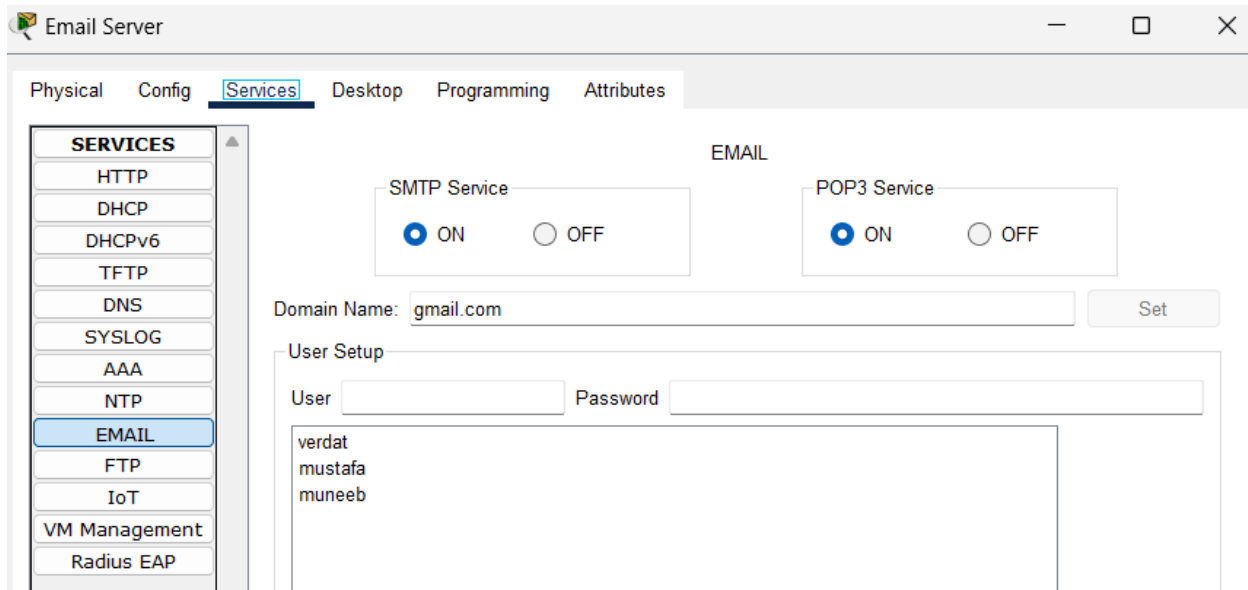 Email Server
Physical Config Services Desktop Programming Attributes
SERVICES
HTTP
DHCP
DHCPv6
TFTP
DNS
SYSLOG
AAA
NTP
EMAIL
FTP
IoT
VM Management
Radius EAP
EMAIL
SMTP Service
ON OFF
POP3 Service
ON OFF
Domain Name: gmail.com Set
User Setup
User Password
verdat
mustafa
muneeb